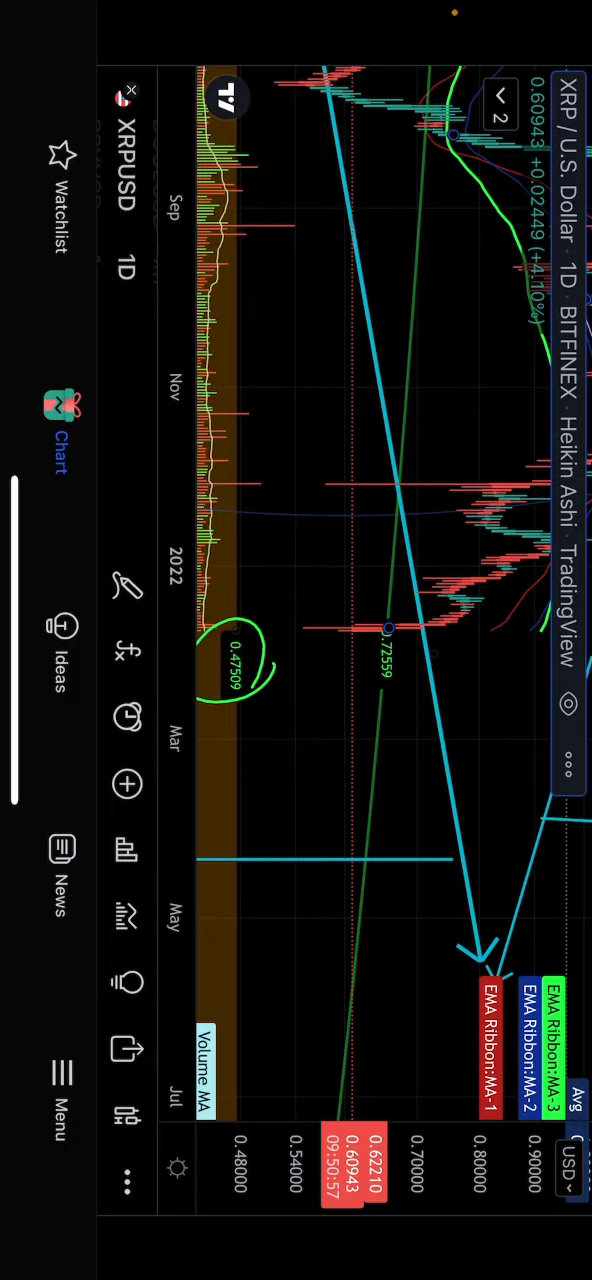 XRP / U.S. Dollar · 1D · BITFINEX · Heikin Ashi · TradingView
0.60943 +0.02449 (+4.10%)
2
USD
Avg
EMA Ribbon:MA-3
EMA Ribbon:MA-2
EMA Ribbon:MA-1
0.90000
0.80000
0.70000
0.62210
0.60943
09:50:57
0.54000
0.48000
0.72559
0.47509
Volume MA
Sep
Nov
2022
Mar
May
Jul
XRPUSD
1D
Watchlist
Chart
Ideas
News
Menu